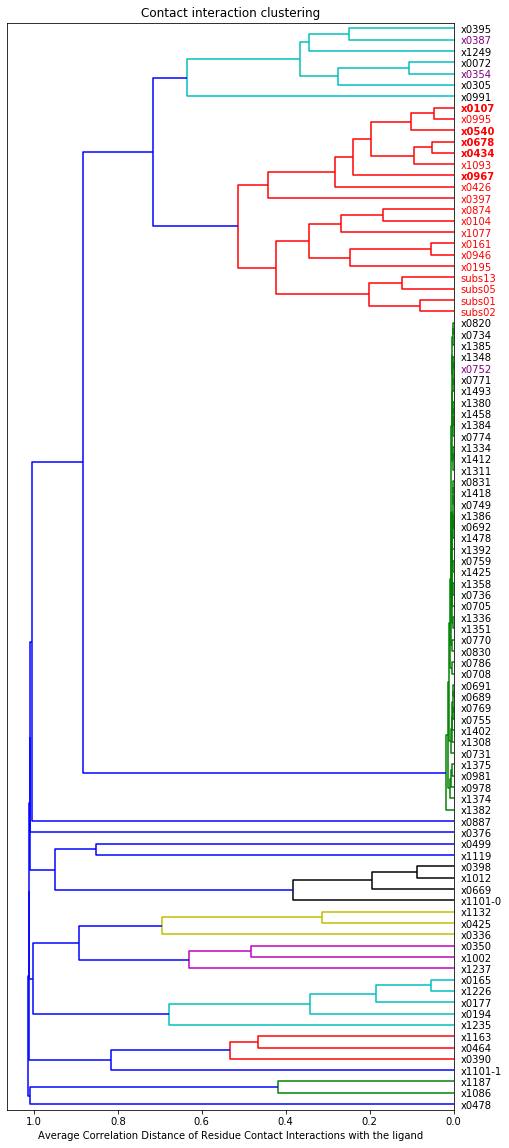 Contact interaction clustering
x0395
x0387
x1249
x0072
x0354
x0305
x0991
x0107
x0995
x0540
x0678
x0434
x1093
x0967
x0426
x0397
x0874
x0104
x1077
x0161
x0946
x0195
subs13
subs05
subs01
subs02
x0820
x0734
x1385
x1348
x0752
x0771
x1493
x1380
x1458
x1384
x0774
x1334
x1412
x1311
x0831
x1418
x0749
x1386
x0692
x1478
x1392
x0759
x1425
x1358
x0736
x0705
x1336
x1351
x0770
x0830
x0786
x0708
x0691
x0689
x0769
x0755
x1402
x1308
x0731
x1375
x0981
x0978
x1374
x1382
x0887
x0376
x0499
x1119
x0398
x1012
x0669
x1101-0
x1132
x0425
x0336
x0350
x1002
x1237
x0165
x1226
x0177
x0194
x1235
x1163
x0464
x0390
x1101-1
x1187
x1086
x0478
1.0 0.8 0.6 0.4 0.2 0.0
Average Correlation Distance of Residue Contact Interactions with the ligand